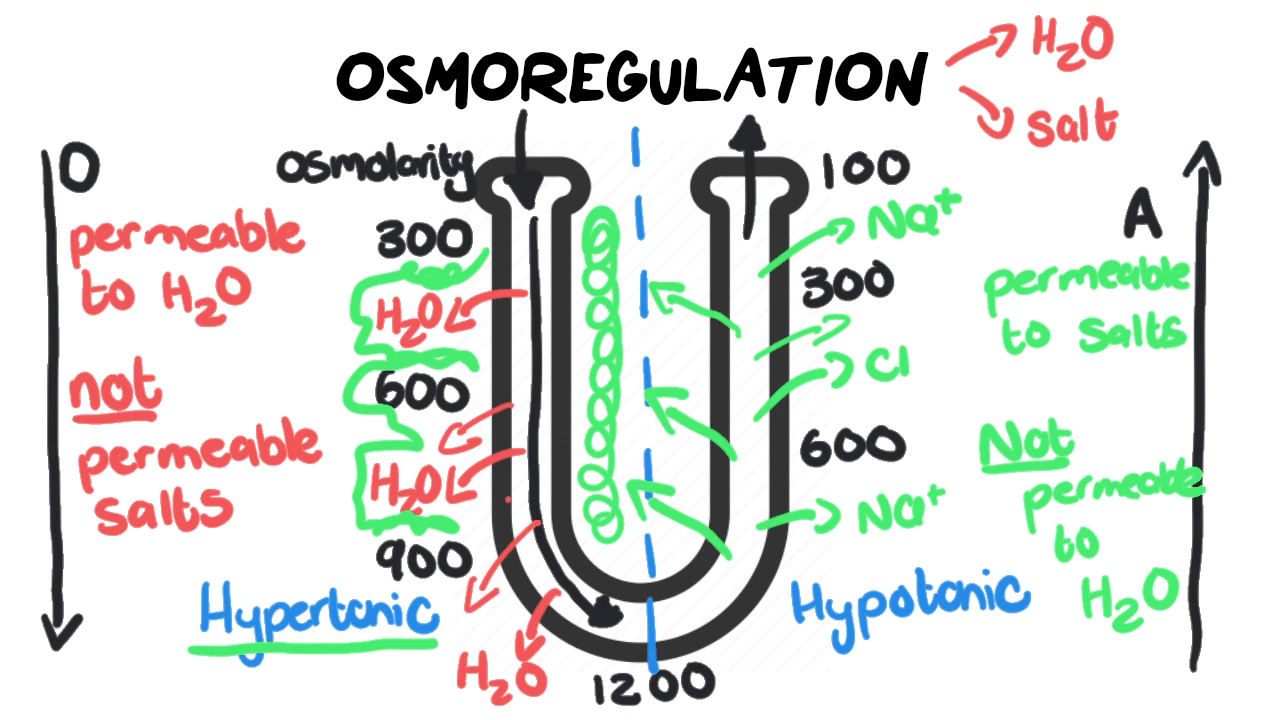 OSMOREGULATION
H₂O
salt
D
permeable
to H₂O
not
permeable
salts
osmolarity
300
H₂O
600
H₂O
900
Hypertonic
H₂O
1200
100
Na⁺
300
Cl
600
Na⁺
Hypotonic
A
permeable
to salts
Not
permeable
to
H₂O